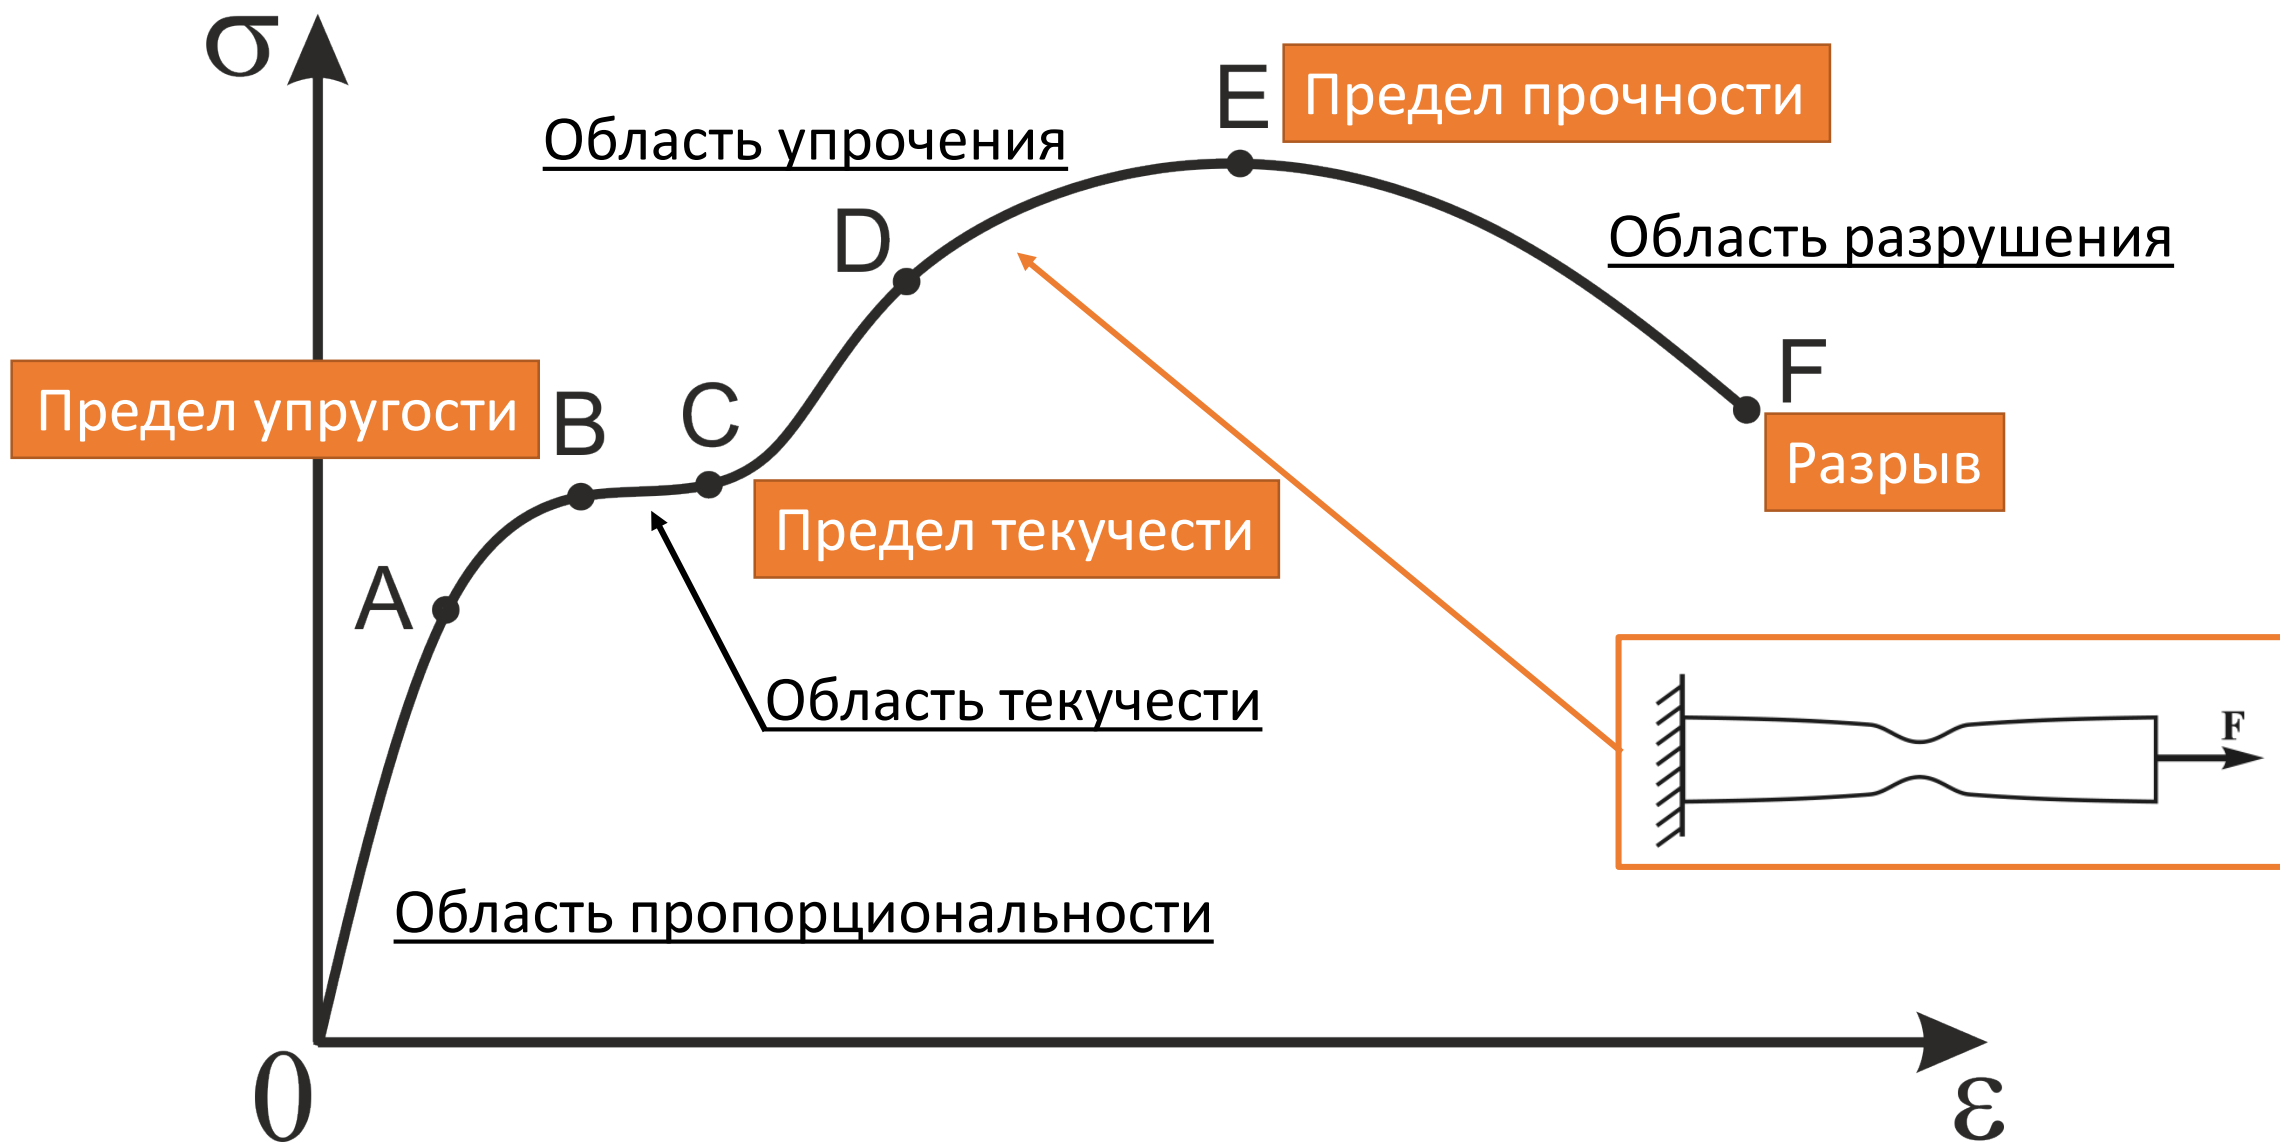 σ
E
Предел прочности
Область упрочения
D
Область разрушения
F
Предел упругости
B
C
Разрыв
Предел текучести
A
Область текучести
F
Область пропорциональности
0
ε